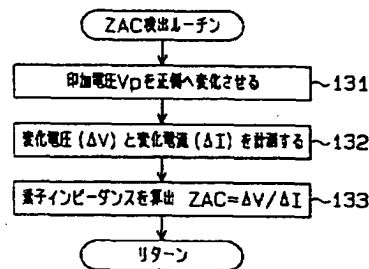 ZAC検出ルーチン
印加電圧Vpを正側へ変化させる
131
変化電圧(ΔV)と変化電流(ΔI)を計測する
132
素子インピーダンスを算出 ZAC=ΔV/ΔI
133
リターン